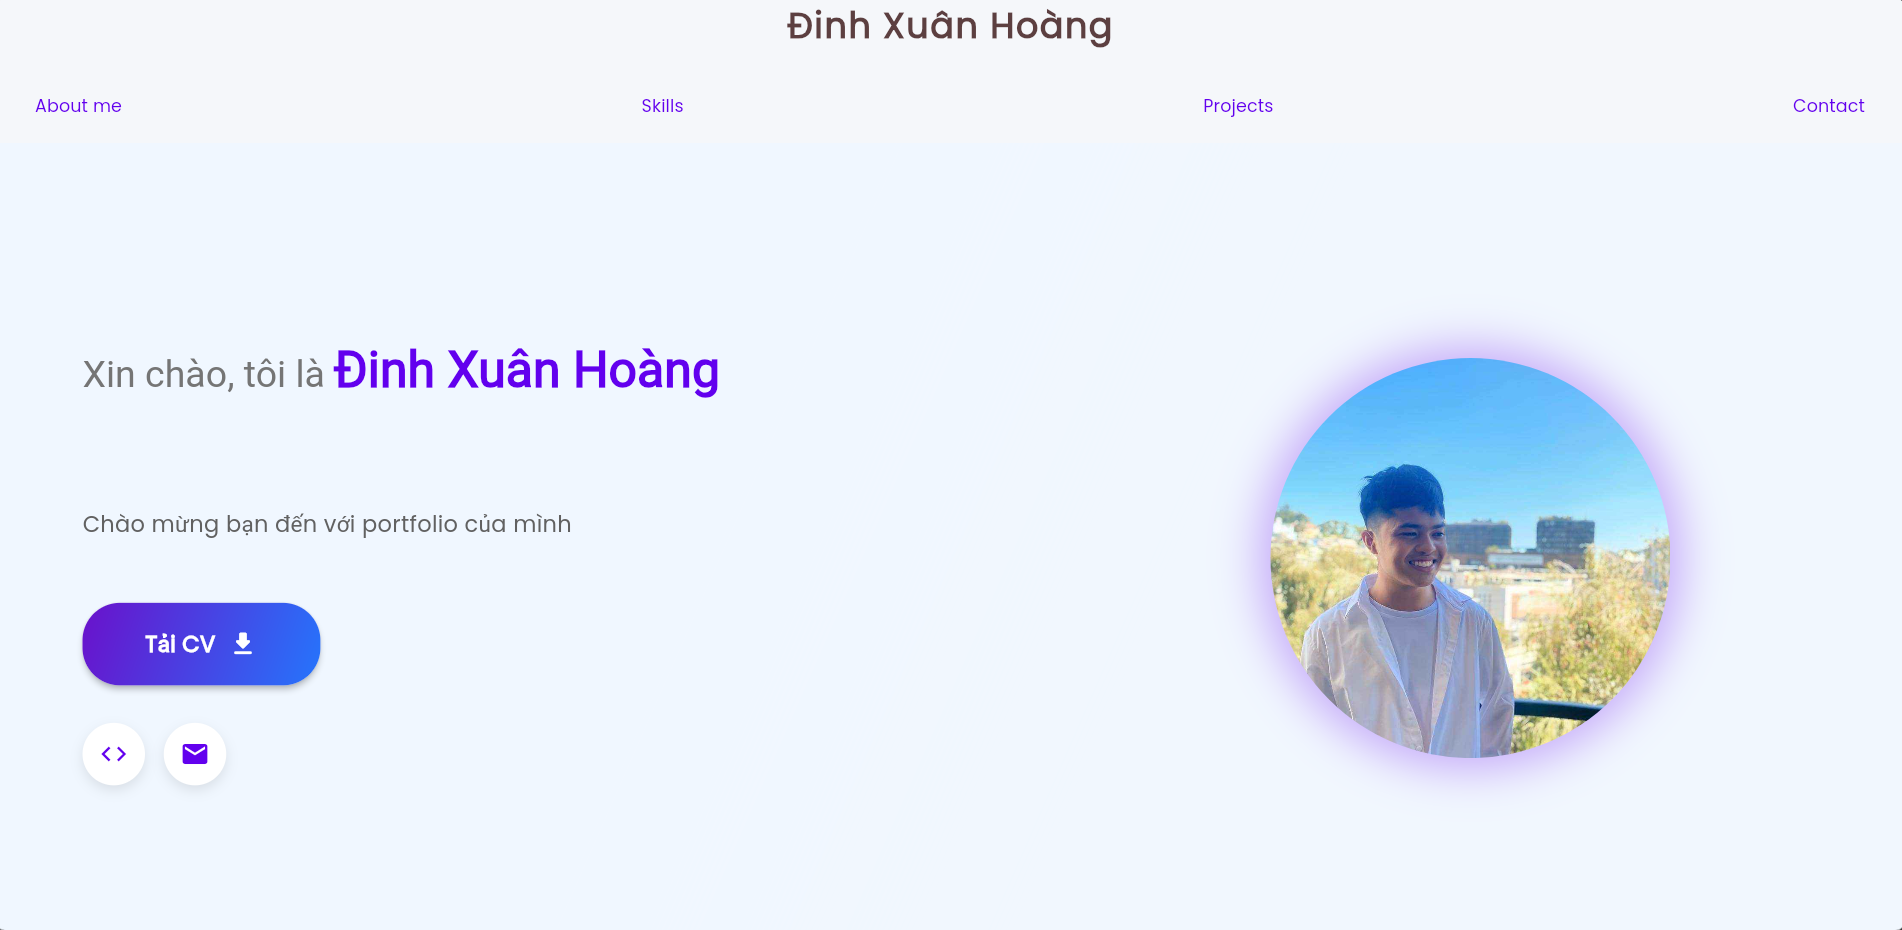 Đinh Xuân Hoàng
About me
Skills
Projects
Contact
Xin chào, tôi là Đinh Xuân Hoàng
Chào mừng bạn đến với portfolio của mình
Tải CV